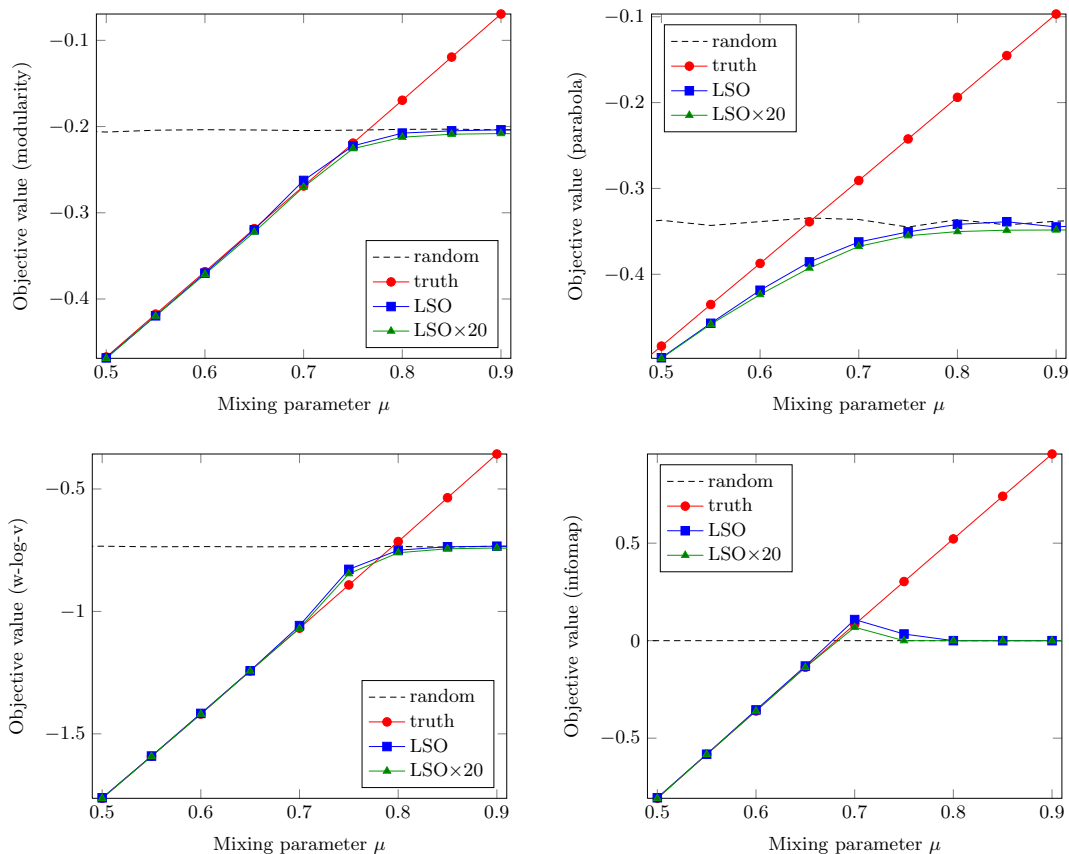 −0.1
−0.2
−0.3
−0.4
Objective value (modularity)
random
truth
LSO
LSO×20
0.5
0.6
0.7
0.8
0.9
Mixing parameter μ
−0.1
−0.2
−0.3
−0.4
Objective value (parabola)
random
truth
LSO
LSO×20
0.5
0.6
0.7
0.8
0.9
Mixing parameter μ
−0.5
−1
−1.5
Objective value (w-log-v)
random
truth
LSO
LSO×20
0.5
0.6
0.7
0.8
0.9
Mixing parameter μ
0.5
0
−0.5
Objective value (infomap)
random
truth
LSO
LSO×20
0.5
0.6
0.7
0.8
0.9
Mixing parameter μ